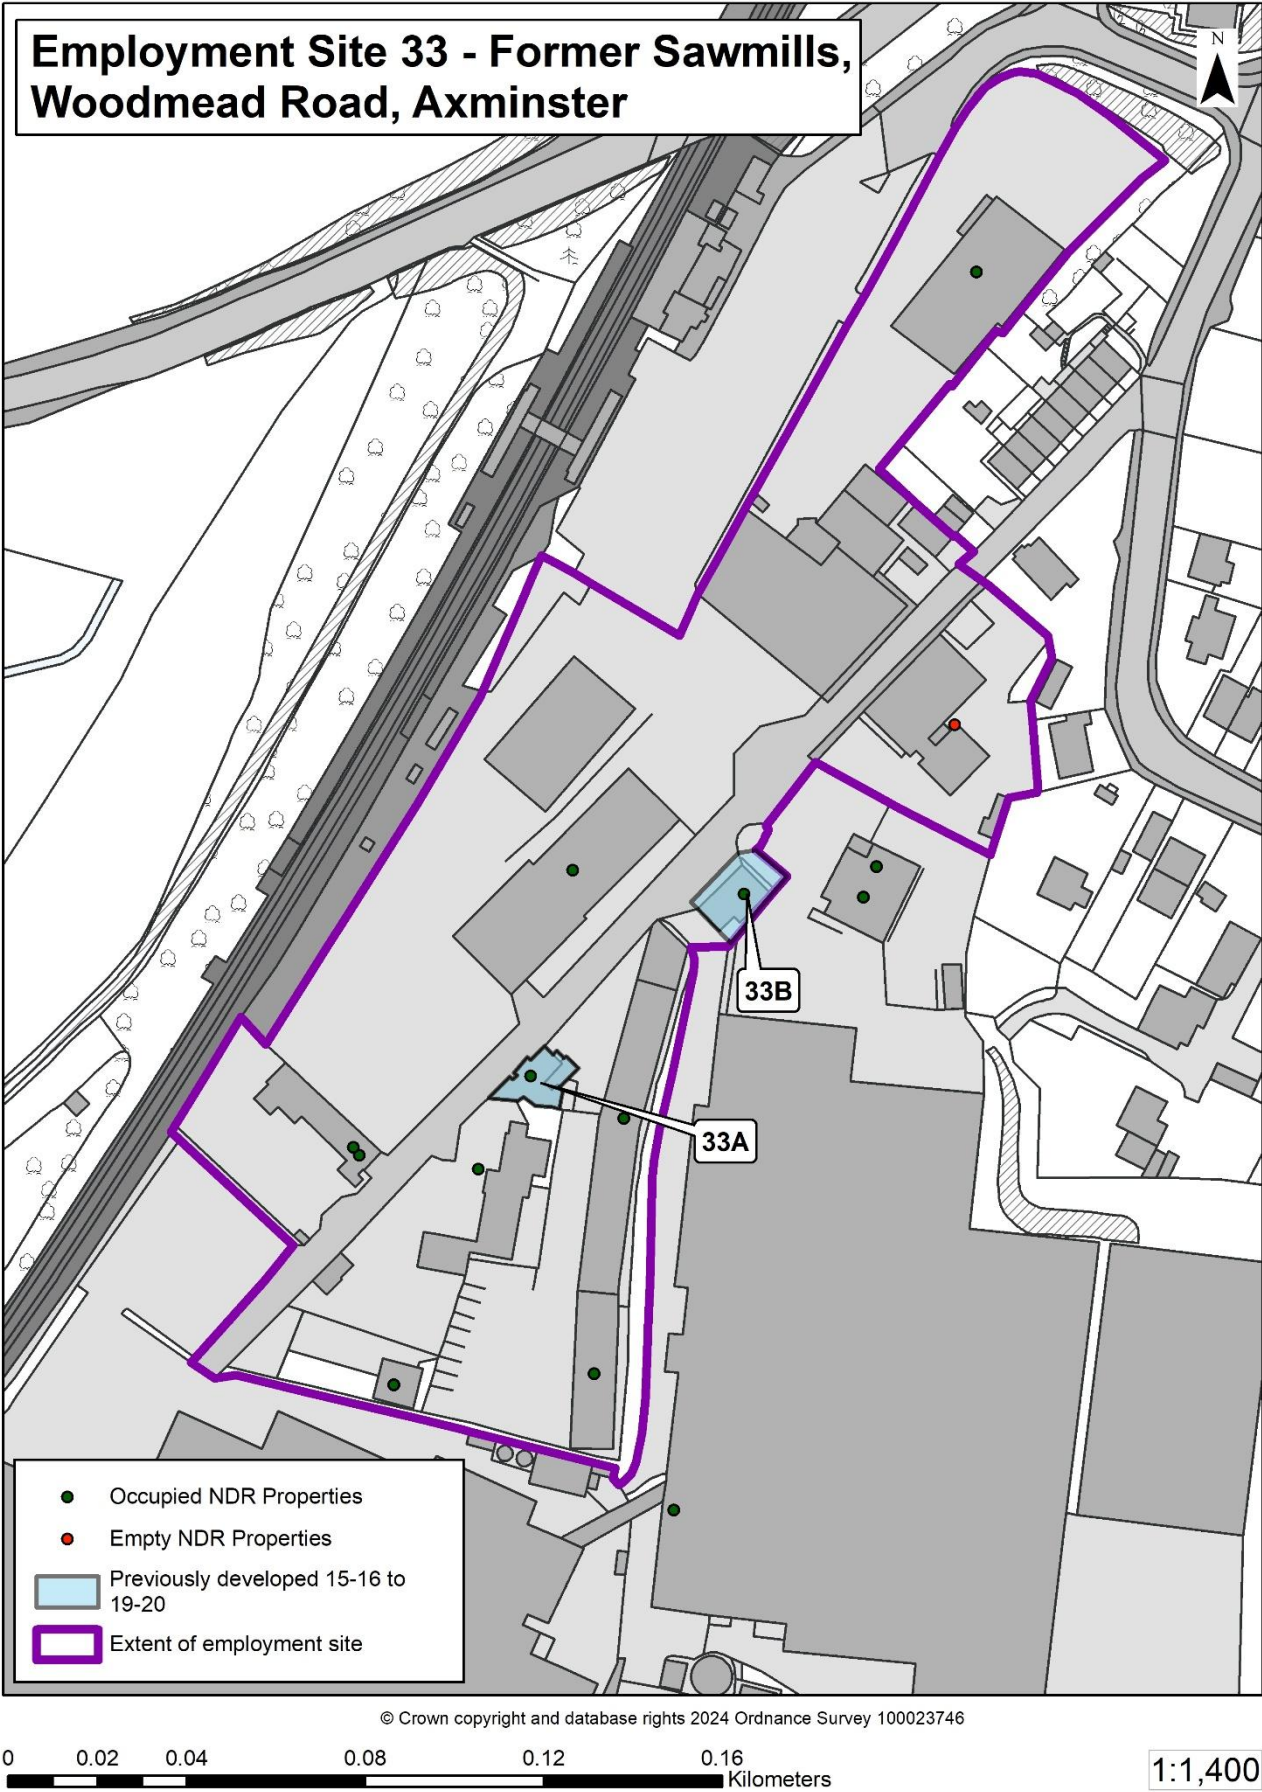 Employment Site 33 - Former Sawmills,
Woodmead Road, Axminster
N
33B
33A
Occupied NDR Properties
Empty NDR Properties
Previously developed 15-16 to
19-20
Extent of employment site
© Crown copyright and database rights 2024 Ordnance Survey 100023746
0 0.02 0.04 0.08 0.12 0.16
Kilometers
1:1,400